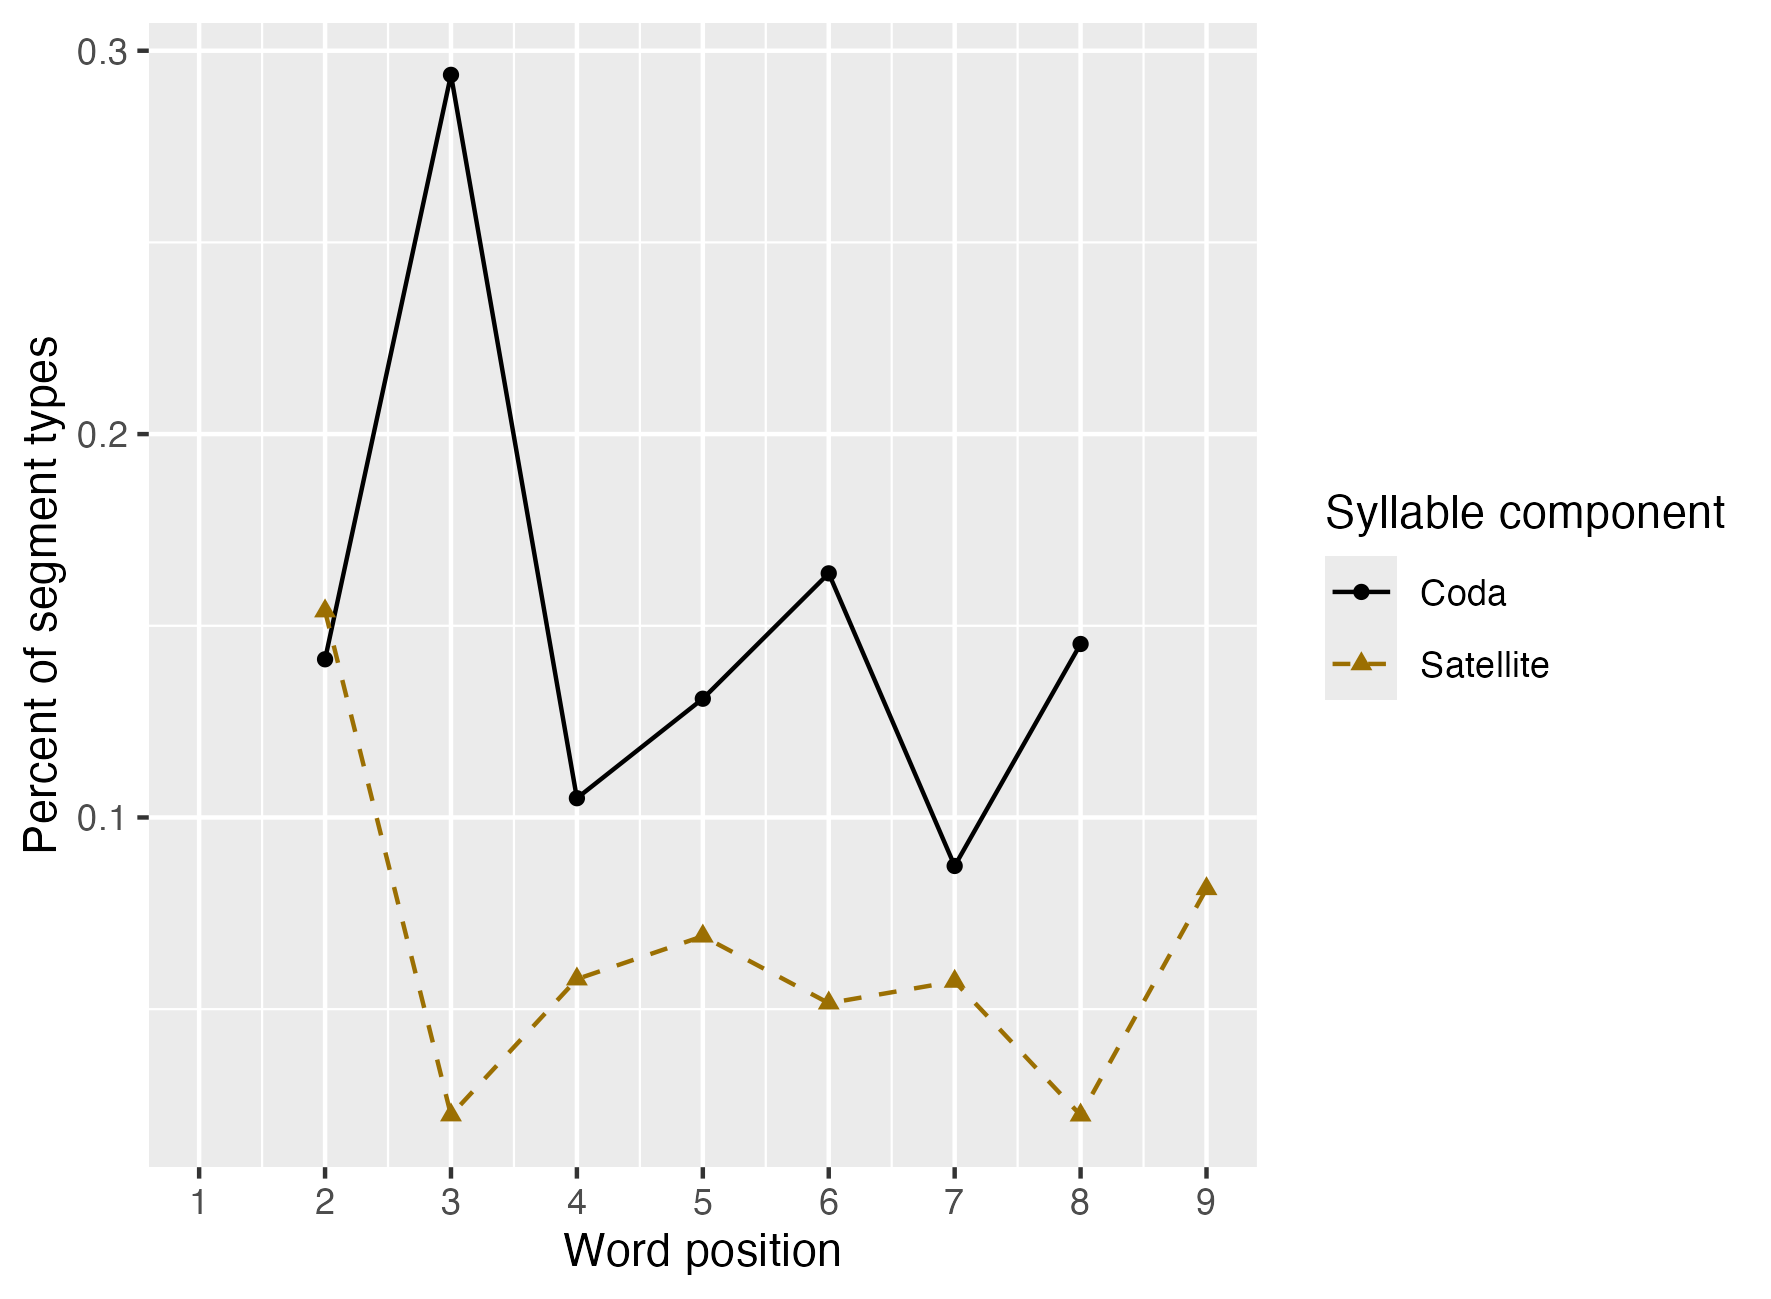 Percent of segment types
0.3
0.2
0.1
1 2 3 4 5 6 7 8 9
Word position
Syllable component
Coda
Satellite